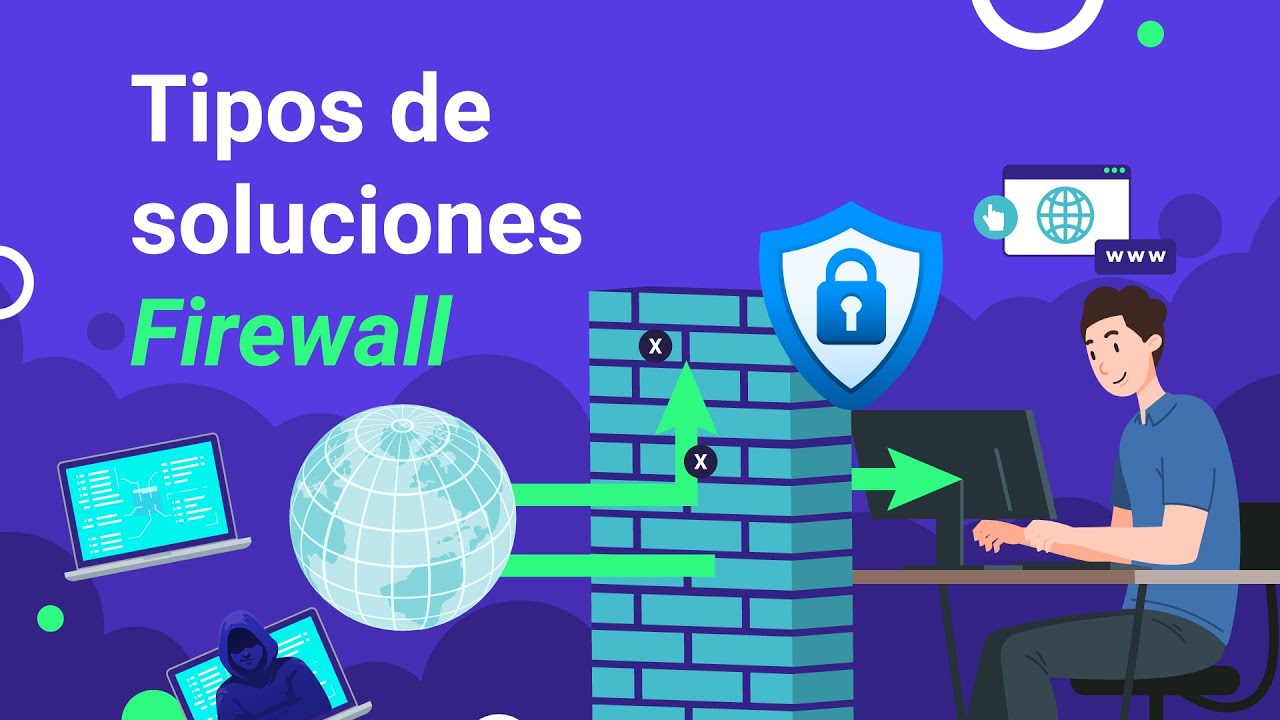 Tipos de
soluciones
Firewall
www
X
X